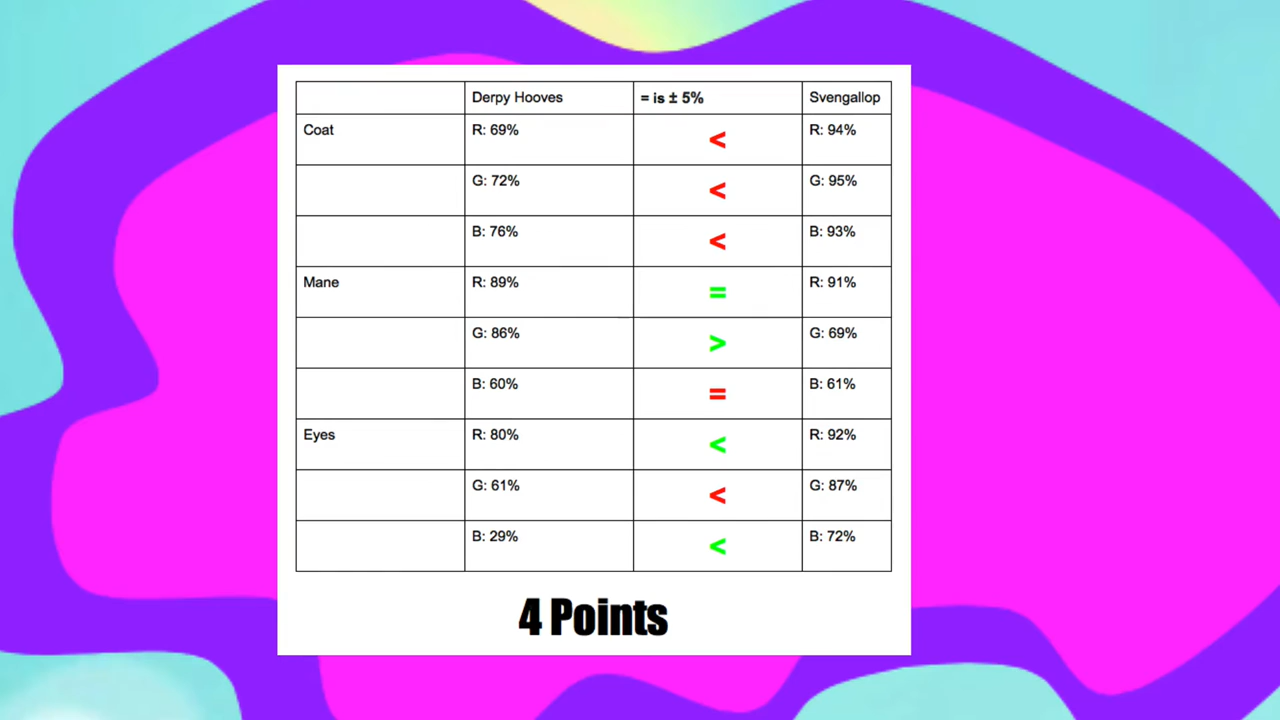 Derpy Hooves = is ± 5% Svengallop
Coat R: 69% < R: 94%
G: 72% < G: 95%
B: 76% < B: 93%
Mane R: 89% = R: 91%
G: 86% > G: 69%
B: 60% = B: 61%
Eyes R: 80% < R: 92%
G: 61% < G: 87%
B: 29% < B: 72%
4 Points